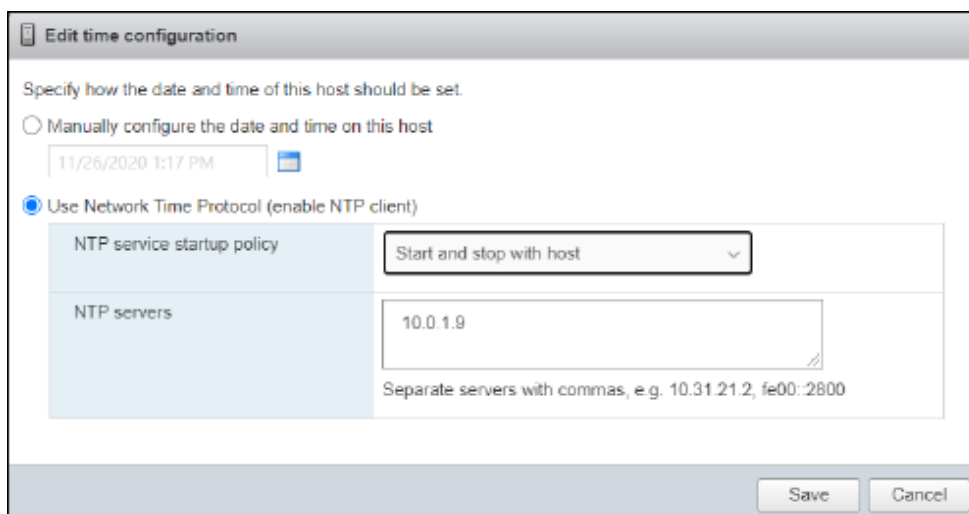 Edit time configuration
Specify how the date and time of this host should be set.
Manually configure the date and time on this host
11/26/2020 1:17 PM
Use Network Time Protocol (enable NTP client)
NTP service startup policy
Start and stop with host
NTP servers
10.0.1.9
Separate servers with commas, e.g. 10.31.21.2, fe00::2800
Save Cancel